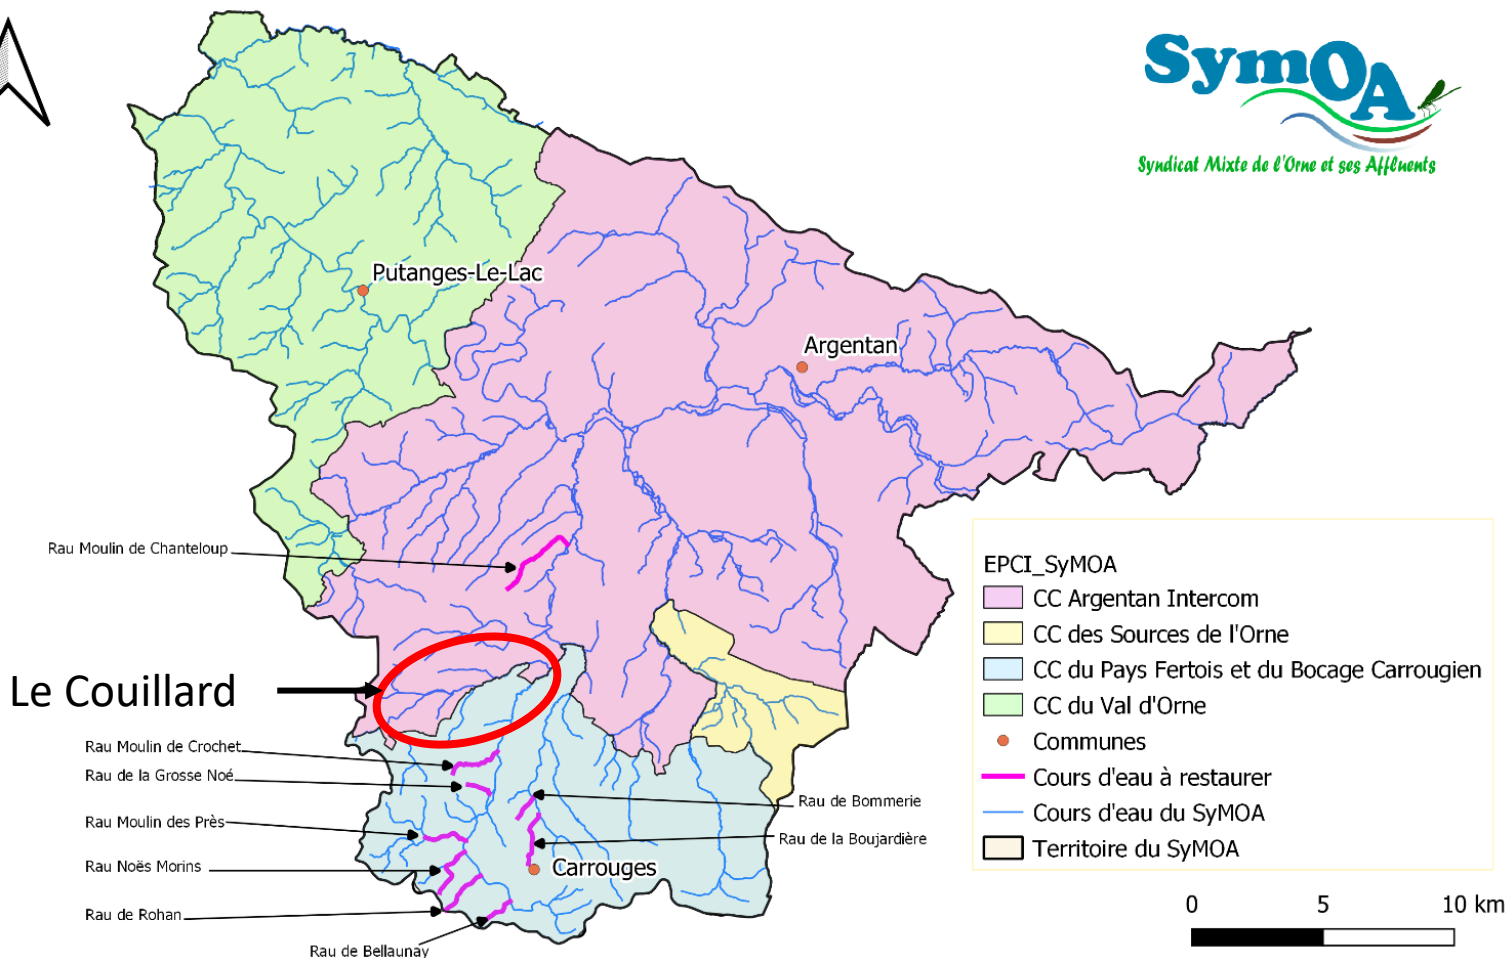 SymOA
Syndicat Mixte de l'Orne et ses Affluents
Putanges-Le-Lac
Argentan
Rau Moulin de Chanteloup
Le Couillard
Rau Moulin de Crochet
Rau de la Grosse Noé
Rau Moulin des Près
Rau Noës Morins
Rau de Rohan
Rau de Bellaunay
Rau de Bommerie
Rau de la Boujardière
Carrouges
EPCI_SyMOA
CC Argentan Intercom
CC des Sources de l'Orne
CC du Pays Fertois et du Bocage Carrougien
CC du Val d'Orne
Communes
Cours d'eau à restaurer
Cours d'eau du SyMOA
Territoire du SyMOA
0 5 10 km